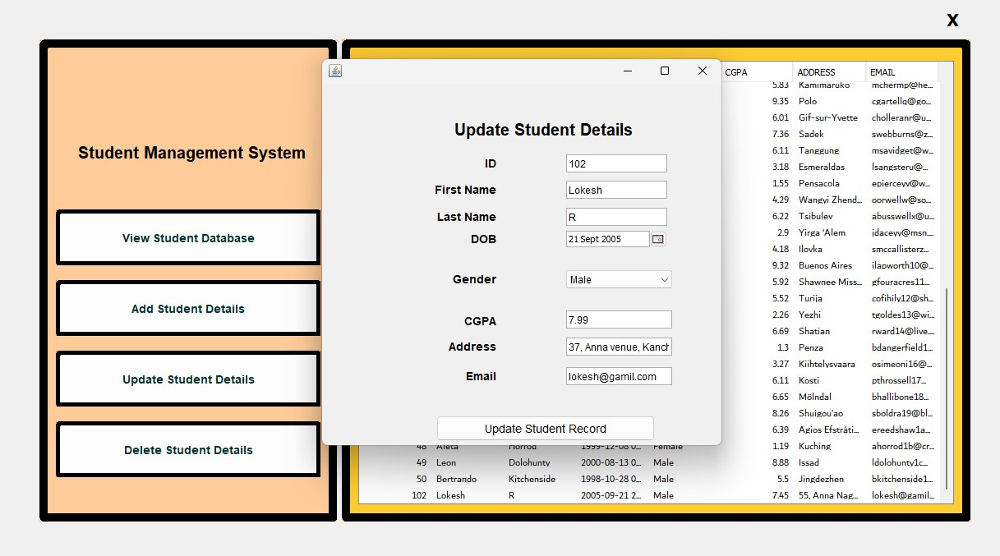 X
Student Management System
View Student Database
Add Student Details
Update Student Details
Delete Student Details
Update Student Details
ID 102
First Name Lokesh
Last Name R
DOB 21 Sept 2005
Gender Male
CGPA 7.99
Address 37, Anna venue, Kanch
Email lokesh@gamil.com
Update Student Record
CGPA ADDRESS EMAIL
5.83 Kamimaruko mchermp@he...
9.35 Polo cgartellq@go...
6.01 Gif-sur-Yvette cholleranr@u...
7.36 Sadek swebburns@z...
6.11 Tanggung msavidget@w...
3.18 Esmeraldas lsangsteru@...
1.55 Pensacola epierceyv@w...
4.29 Wangyi Zhend... oorwellw@so...
6.22 Tsibulev abusswellx@u...
2.9 Yirga ‘Alem jdaceyy@msn....
4.18 Ilovka smccallisterz...
9.32 Buenos Aires ilapworth10@...
5.92 Shawnee Miss... gfouracres11...
5.52 Turija cofihily12@sh...
2.26 Yezhi tgoldes13@wi...
6.69 Shatian rward14@live....
1.3 Penza bdangerfield1...
3.27 Kiihtelysvaara osimeoni16@...
6.11 Kosti pthrossell17...
6.65 Mölndal bhallibone18...
8.26 Shuigou’ao sboldra19@bl...
6.39 Agios Efstráti... ereedshaw1a...
48 Aleta Horrod 1999-12-08 0... Female 1.19 Kuching ahorrod1b@cr...
49 Leon Dolohunty 2000-08-13 0... Male 8.88 Issad ldolohunty1c...
50 Bertrando Kitchenside 1998-10-28 0... Male 5.5 Jingdezhen bkitchenside1...
102 Lokesh R 2005-09-21 2... Male 7.45 55, Anna Nag... lokesh@gamil...